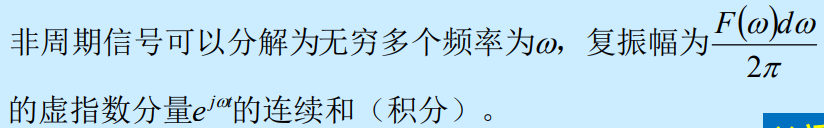 非周期信号可以分解为无穷多个频率为ω，复振幅为F(ω)dω/2π
的虚指数分量e^{jωt}的连续和（积分）。